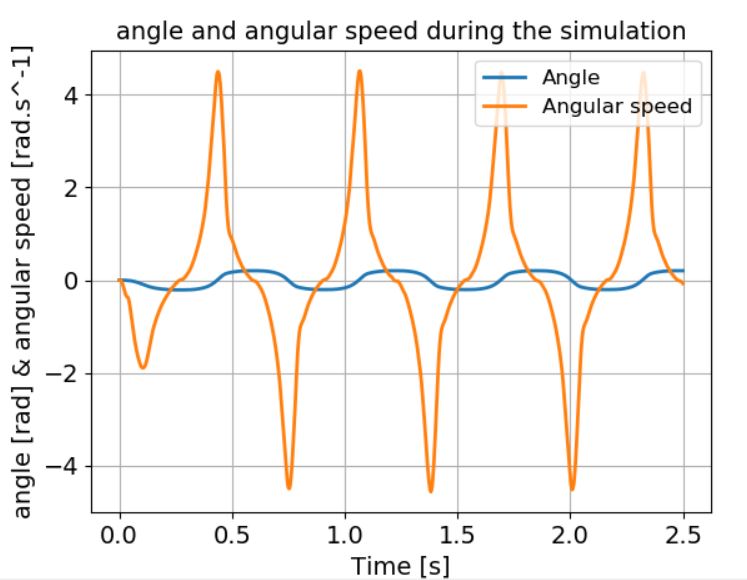 angle and angular speed during the simulation
angle [rad] & angular speed [rad.s^-1]
4
2
0
−2
−4
Angle
Angular speed
0.0 0.5 1.0 1.5 2.0 2.5
Time [s]